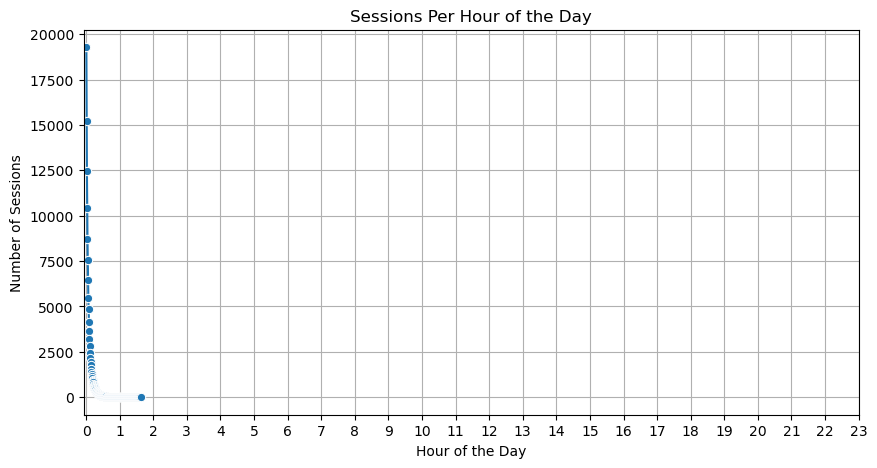 Sessions Per Hour of the Day
Number of Sessions
20000
17500
15000
12500
10000
7500
5000
2500
0
0 1 2 3 4 5 6 7 8 9 10 11 12 13 14 15 16 17 18 19 20 21 22 23
Hour of the Day